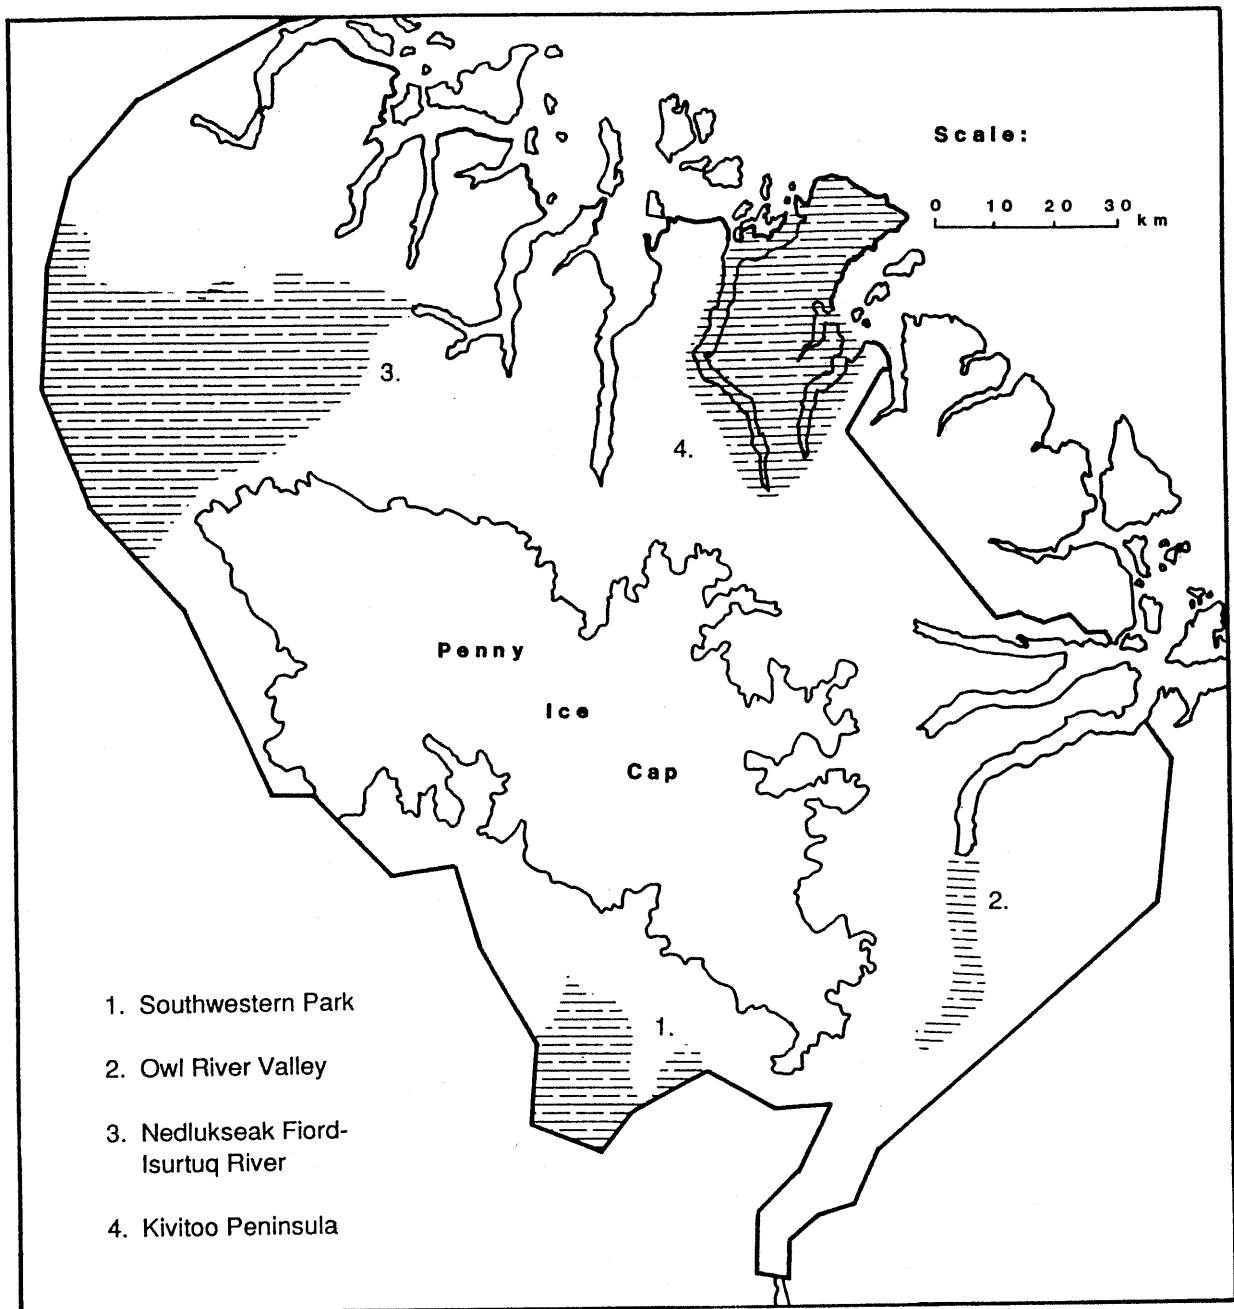 Scale:
0 10 20 30 km
3.
4.
Penny
Ice
Cap
2.
1.
1. Southwestern Park
2. Owl River Valley
3. Nedlukseak Fiord-
Isurtuq River
4. Kivitoo Peninsula